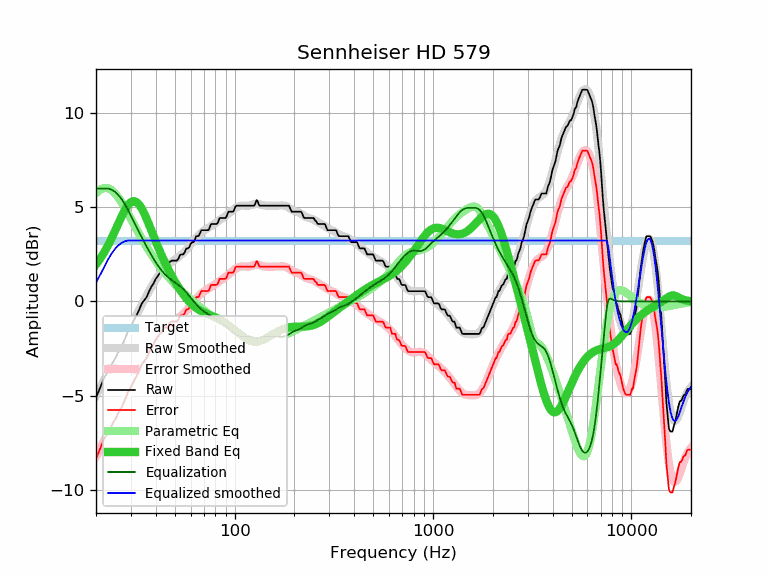 Sennheiser HD 579
Amplitude (dBr)
10
5
0
−5
−10
Target
Raw Smoothed
Error Smoothed
Raw
Error
Parametric Eq
Fixed Band Eq
Equalization
Equalized smoothed
100
1000
10000
Frequency (Hz)